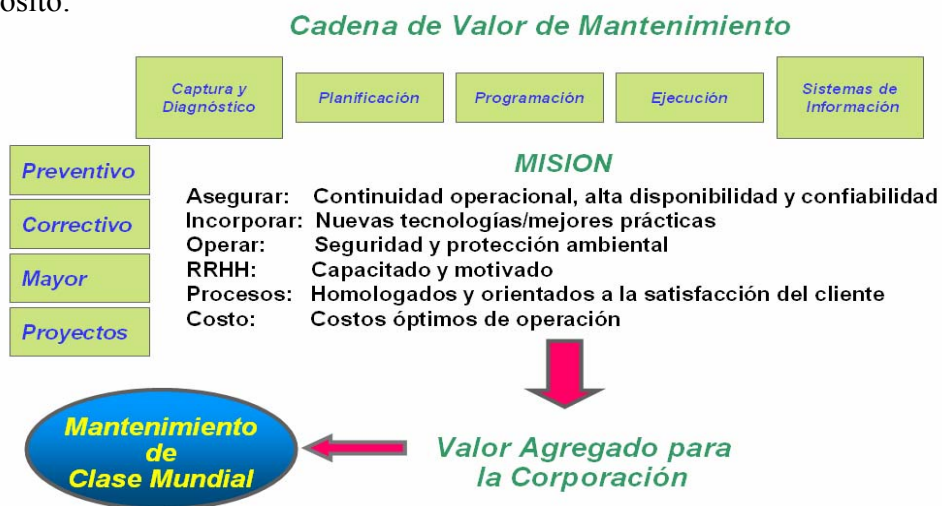 ósito.
Cadena de Valor de Mantenimiento
Captura y
Diagnóstico
Planificación
Programación
Ejecución
Sistemas de
Información
Preventivo
Correctivo
Mayor
Proyectos
MISION
Asegurar: Continuidad operacional, alta disponibilidad y confiabilidad
Incorporar: Nuevas tecnologías/mejores prácticas
Operar: Seguridad y protección ambiental
RRHH: Capacitado y motivado
Procesos: Homologados y orientados a la satisfacción del cliente
Costo: Costos óptimos de operación
Valor Agregado para
la Corporación
Mantenimiento
de
Clase Mundial